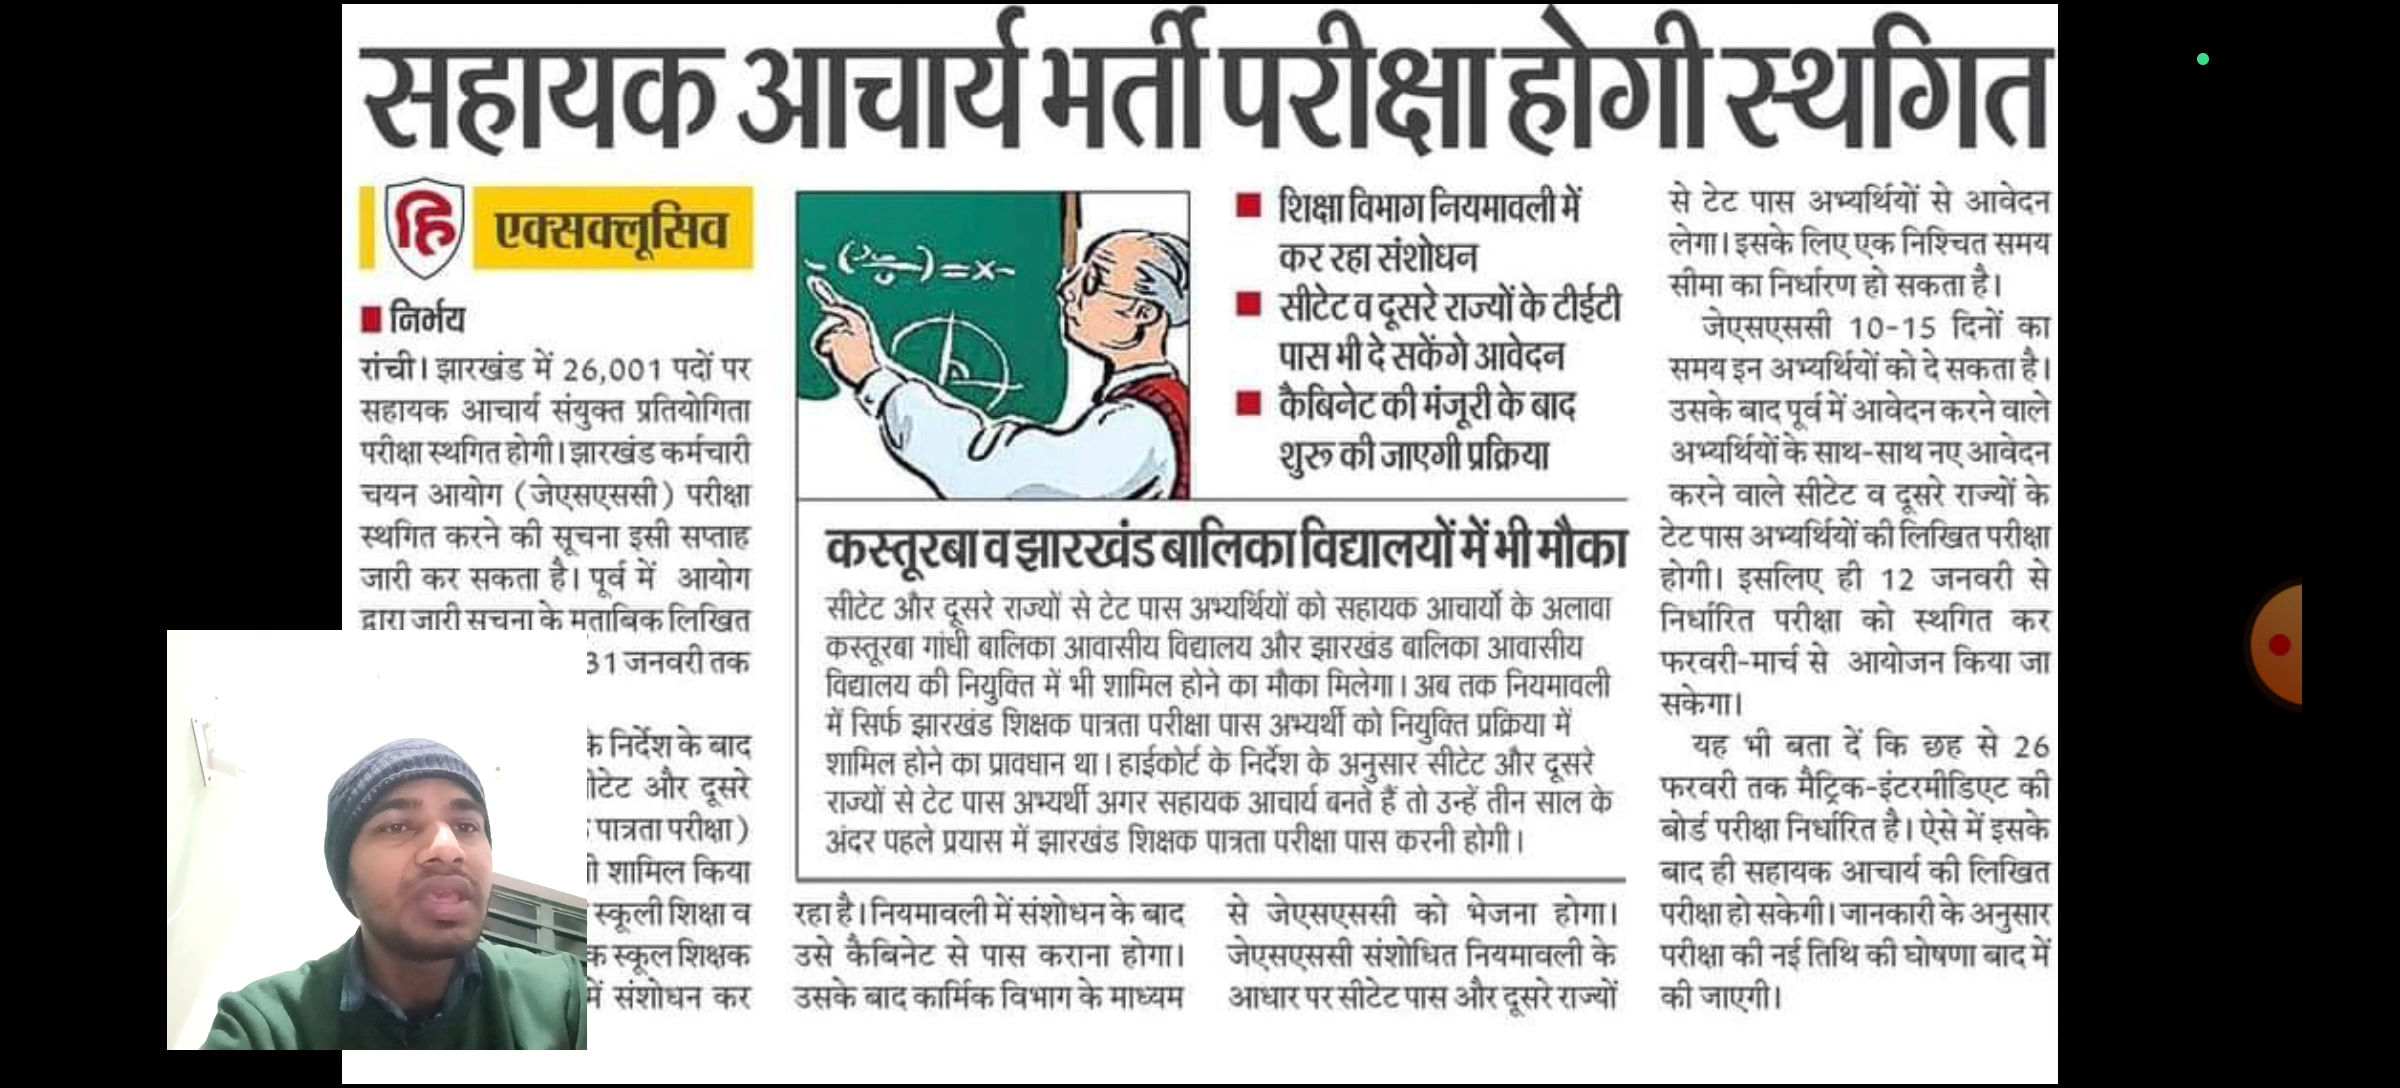 सहायक आचार्य भर्ती परीक्षा होगी स्थगित
हि
एक्सक्लूसिव
निर्भय
रांची। झारखंड में 26,001 पदों पर
सहायक आचार्य संयुक्त प्रतियोगिता
परीक्षा स्थगित होगी। झारखंड कर्मचारी
चयन आयोग (जेएसएससी) परीक्षा
स्थगित करने की सूचना इसी सप्ताह
जारी कर सकता है। पूर्व में आयोग
द्वारा जारी सूचना के मुताबिक लिखित
31 जनवरी तक
के निर्देश के बाद
और दूसरे
पात्रता परीक्षा)
शामिल किया
स्कूली शिक्षा व
स्कूल शिक्षक
में संशोधन कर
शिक्षा विभाग नियमावली में
कर रहा संशोधन
सीटेट व दूसरे राज्यों के टीईटी
पास भी दे सकेंगे आवेदन
कैबिनेट की मंजूरी के बाद
शुरू की जाएगी प्रक्रिया
कस्तूरबा व झारखंड बालिका विद्यालयों में भी मौका
सीटेट और दूसरे राज्यों से टेट पास अभ्यर्थियों को सहायक आचार्यो के अलावा
कस्तूरबा गांधी बालिका आवासीय विद्यालय और झारखंड बालिका आवासीय
विद्यालय की नियुक्ति में भी शामिल होने का मौका मिलेगा। अब तक नियमावली
में सिर्फ झारखंड शिक्षक पात्रता परीक्षा पास अभ्यर्थी को नियुक्ति प्रक्रिया में
शामिल होने का प्रावधान था। हाईकोर्ट के निर्देश के अनुसार सीटेट और दूसरे
राज्यों से टेट पास अभ्यर्थी अगर सहायक आचार्य बनते हैं तो उन्हें तीन साल के
अंदर पहले प्रयास में झारखंड शिक्षक पात्रता परीक्षा पास करनी होगी।
रहा है। नियमावली में संशोधन के बाद
उसे कैबिनेट से पास कराना होगा।
उसके बाद कार्मिक विभाग के माध्यम
से जेएसएससी को भेजना होगा।
जेएसएससी संशोधित नियमावली के
आधार पर सीटेट पास और दूसरे राज्यों
से टेट पास अभ्यर्थियों से आवेदन
लेगा। इसके लिए एक निश्चित समय
सीमा का निर्धारण हो सकता है।
जेएसएससी 10-15 दिनों का
समय इन अभ्यर्थियों को दे सकता है।
उसके बाद पूर्व में आवेदन करने वाले
अभ्यर्थियों के साथ-साथ नए आवेदन
करने वाले सीटेट व दूसरे राज्यों के
टेट पास अभ्यर्थियों की लिखित परीक्षा
होगी। इसलिए ही 12 जनवरी से
निर्धारित परीक्षा को स्थगित कर
फरवरी-मार्च से आयोजन किया जा
सकेगा।
यह भी बता दें कि छह से 26
फरवरी तक मैट्रिक-इंटरमीडिएट की
बोर्ड परीक्षा निर्धारित है। ऐसे में इसके
बाद ही सहायक आचार्य की लिखित
परीक्षा हो सकेगी। जानकारी के अनुसार
परीक्षा की नई तिथि की घोषणा बाद में
की जाएगी।